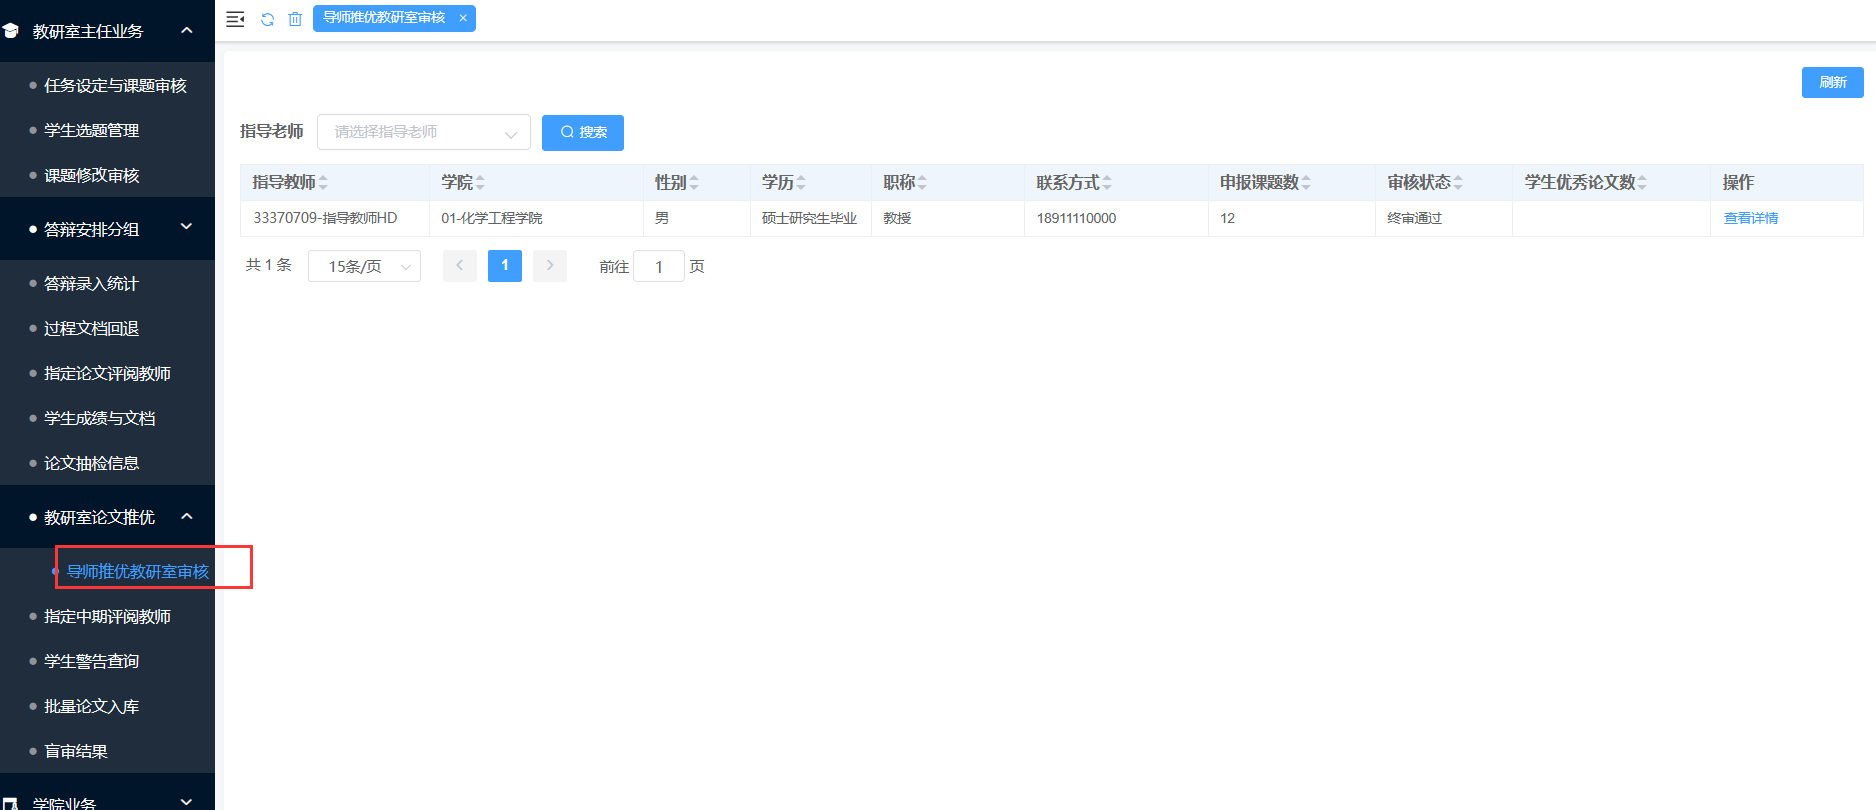 教研室主任业务
任务设定与课题审核
学生选题管理
课题修改审核
答辩安排分组
答辩录入统计
过程文档回退
指定论文评阅教师
学生成绩与文档
论文抽检信息
教研室论文推优
导师推优教研室审核
指定中期评阅教师
学生警告查询
批量论文入库
盲审结果
学院业务
导师推优教研室审核 ×
刷新
指导老师 请选择指导老师 搜索
指导教师 学院 性别 学历 职称 联系方式 申报课题数 审核状态 学生优秀论文数 操作
33370709-指导教师HD 01-化学工程学院 男 硕士研究生毕业 教授 18911110000 12 终审通过 查看详情
共 1 条 15条/页 1 前往 1 页